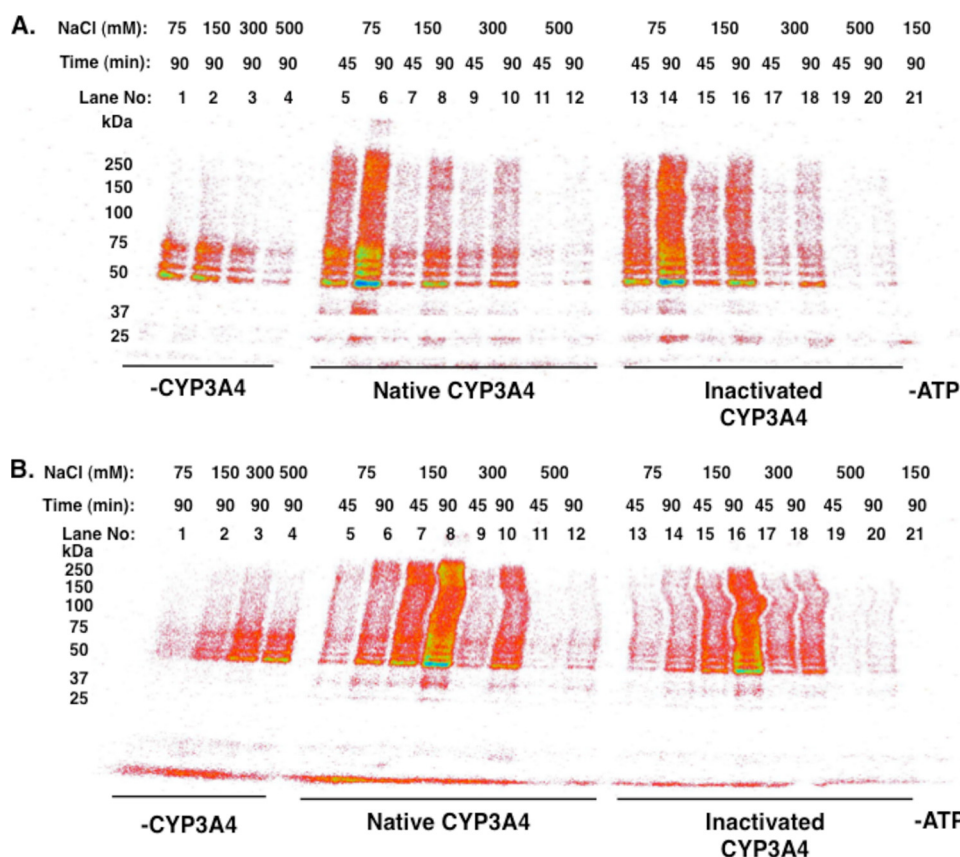 A. NaCl (mM): 75 150 300 500 75 150 300 500 75 150 300 500 150
Time (min): 90 90 90 90 45 90 45 90 45 90 45 90 45 90 45 90 45 90 45 90 90
Lane No: 1 2 3 4 5 6 7 8 9 10 11 12 13 14 15 16 17 18 19 20 21
kDa
250
150
100
75
50
37
25
-CYP3A4 Native CYP3A4 Inactivated -ATP
CYP3A4
B. NaCl (mM): 75 150 300 500 75 150 300 500 75 150 300 500 150
Time (min): 90 90 90 90 45 90 45 90 45 90 45 90 45 90 45 90 45 90 45 90 90
Lane No: 1 2 3 4 5 6 7 8 9 10 11 12 13 14 15 16 17 18 19 20 21
kDa
250
150
100
75
50
37
25
-CYP3A4 Native CYP3A4 Inactivated -ATP
CYP3A4